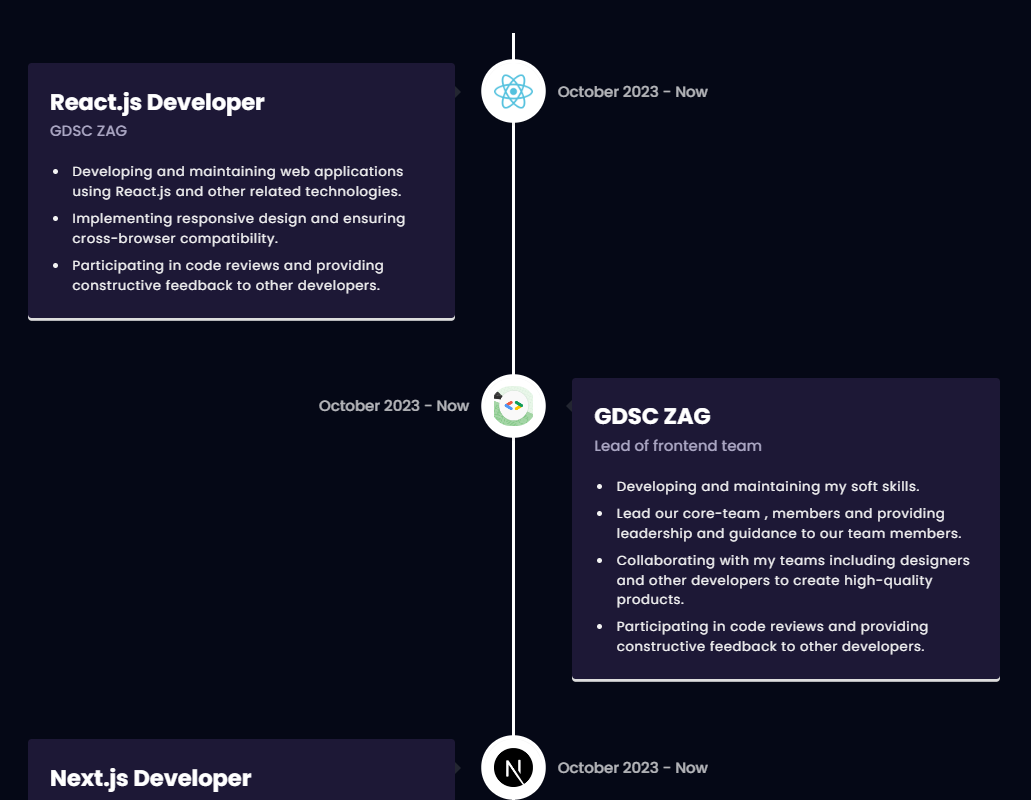 React.js Developer
GDSC ZAG
Developing and maintaining web applications
using React.js and other related technologies.
Implementing responsive design and ensuring
cross-browser compatibility.
Participating in code reviews and providing
constructive feedback to other developers.
October 2023 - Now
October 2023 - Now
GDSC ZAG
Lead of frontend team
Developing and maintaining my soft skills.
Lead our core-team , members and providing
leadership and guidance to our team members.
Collaborating with my teams including designers
and other developers to create high-quality
products.
Participating in code reviews and providing
constructive feedback to other developers.
Next.js Developer
N
October 2023 - Now